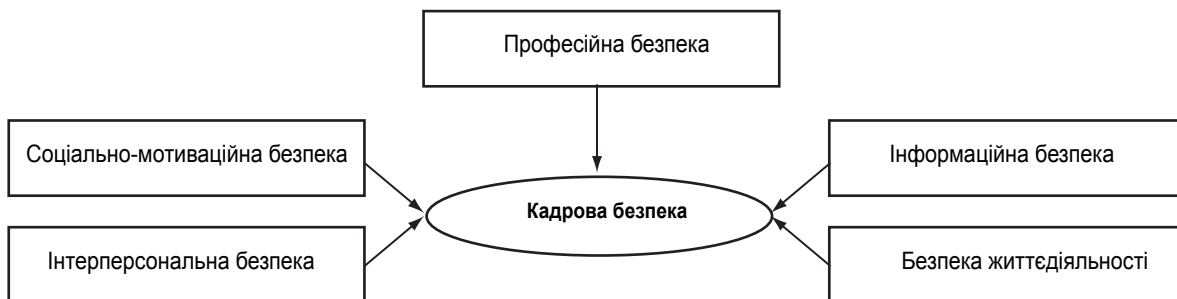 Професійна безпека
Соціально-мотиваційна безпека
Інформаційна безпека
Кадрова безпека
Інтерперсональна безпека
Безпека життєдіяльності